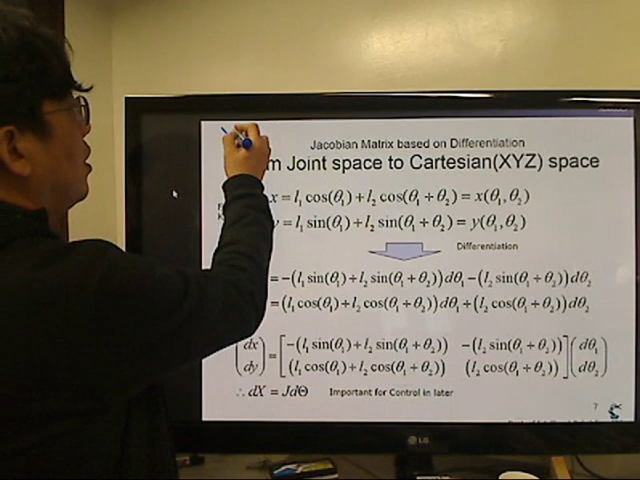 Jacobian Matrix based on Differentiation
m Joint space to Cartesian(XYZ) space
x = l₁ cos(θ₁) + l₂ cos(θ₁ + θ₂) = x(θ₁, θ₂)
y = l₁ sin(θ₁) + l₂ sin(θ₁ + θ₂) = y(θ₁, θ₂)
Differentiation
= −(l₁ sin(θ₁) + l₂ sin(θ₁ + θ₂))dθ₁ − (l₂ sin(θ₁ + θ₂))dθ₂
= (l₁ cos(θ₁) + l₂ cos(θ₁ + θ₂))dθ₁ + (l₂ cos(θ₁ + θ₂))dθ₂
(dx) = [−(l₁ sin(θ₁) + l₂ sin(θ₁ + θ₂)) −(l₂ sin(θ₁ + θ₂))] (dθ₁)
(dy) [(l₁ cos(θ₁) + l₂ cos(θ₁ + θ₂)) (l₂ cos(θ₁ + θ₂))] (dθ₂)
∴ dX = JdΘ Important for Control in later
7
LG